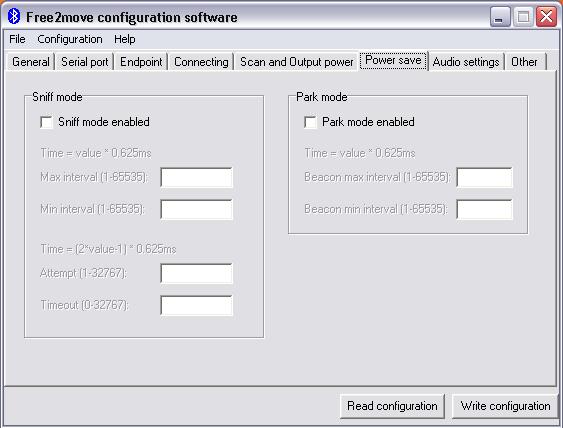 Free2move configuration software
File Configuration Help
General Serial port Endpoint Connecting Scan and Output power Power save Audio settings Other
Sniff mode
Sniff mode enabled
Time = value * 0.625ms
Max interval (1-65535):
Min interval (1-65535):
Time = (2*value-1) * 0.625ms
Attempt (1-32767):
Timeout (0-32767):
Park mode
Park mode enabled
Time = value * 0.625ms
Beacon max interval (1-65535):
Beacon min interval (1-65535):
Read configuration Write configuration